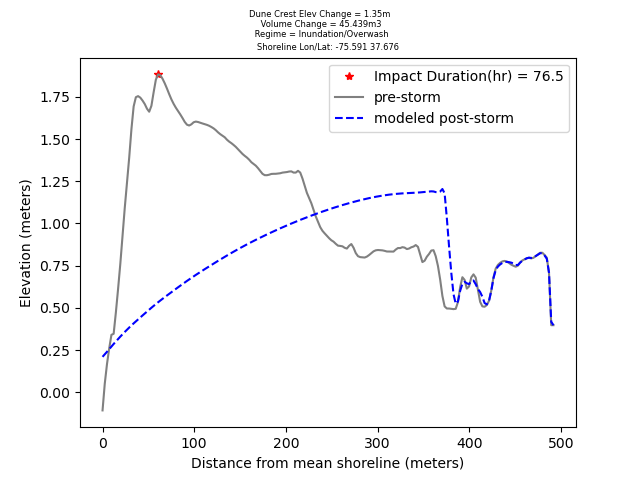 Dune Crest Elev Change = 1.35m
Volume Change = 45.439m3
Regime = Inundation/Overwash
Shoreline Lon/Lat: -75.591 37.676
Impact Duration(hr) = 76.5
pre-storm
modeled post-storm
Elevation (meters)
1.75
1.50
1.25
1.00
0.75
0.50
0.25
0.00
0 100 200 300 400 500
Distance from mean shoreline (meters)